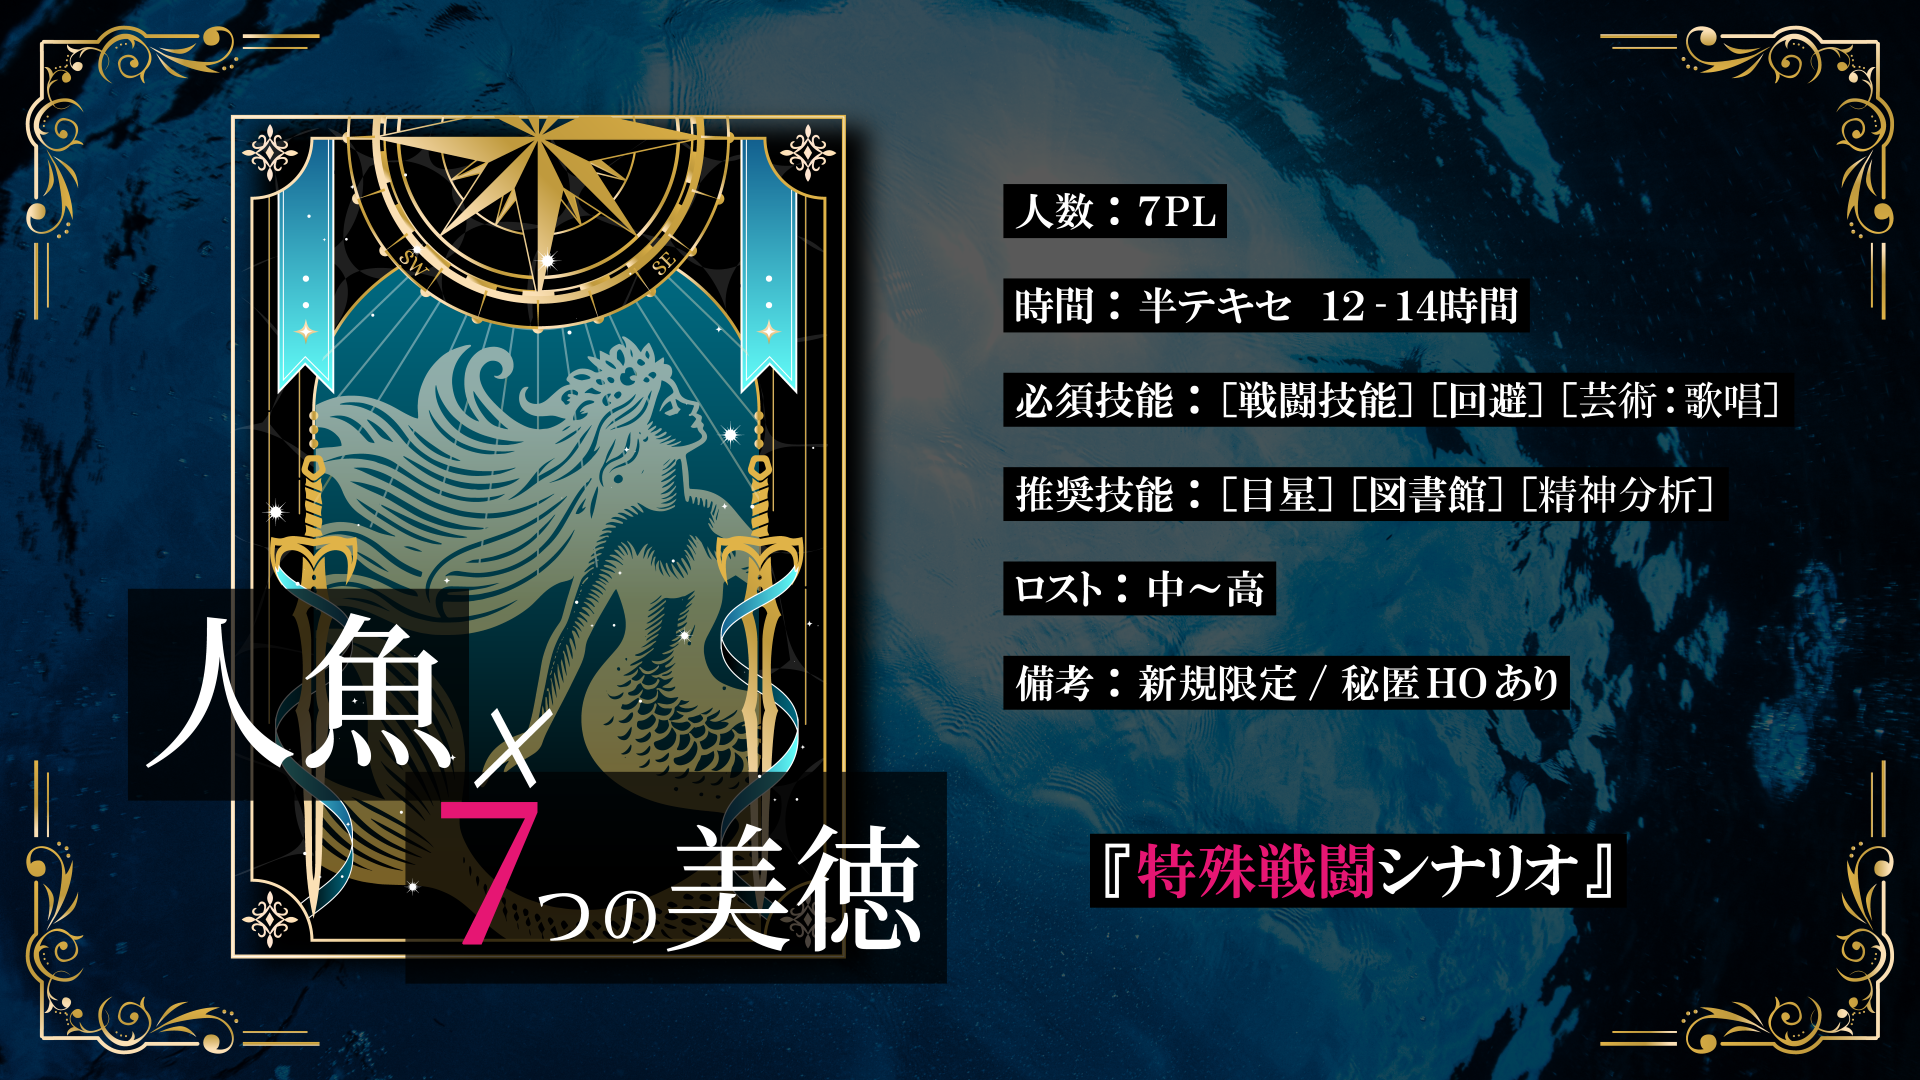 SW
SE
人魚
×
7つの美徳
人数：7PL
時間：半テキセ 12-14時間
必須技能：［戦闘技能］［回避］［芸術：歌唱］
推奨技能：［目星］［図書館］［精神分析］
ロスト：中～高
備考：新規限定 / 秘匿HOあり
『特殊戦闘シナリオ』